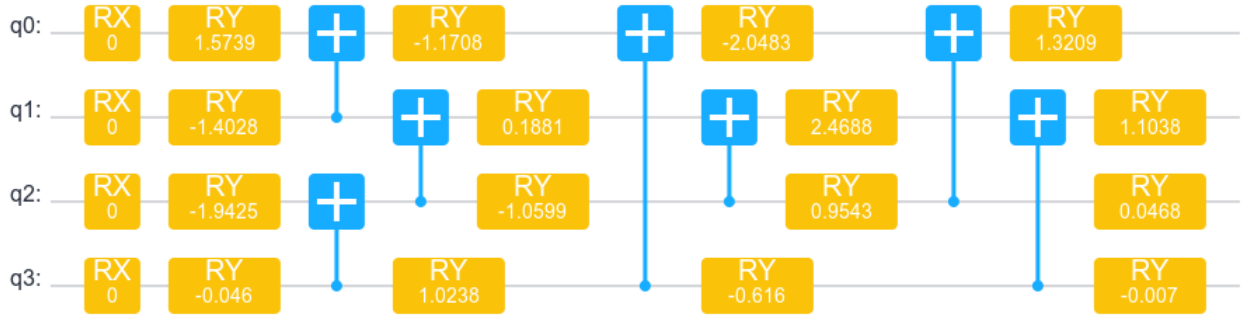 q0: RX 0 RY 1.5739 RY -1.1708 RY -2.0483 RY 1.3209
q1: RX 0 RY -1.4028 RY 0.1881 RY 2.4688 RY 1.1038
q2: RX 0 RY -1.9425 RY -1.0599 RY 0.9543 RY 0.0468
q3: RX 0 RY -0.046 RY 1.0238 RY -0.616 RY -0.007